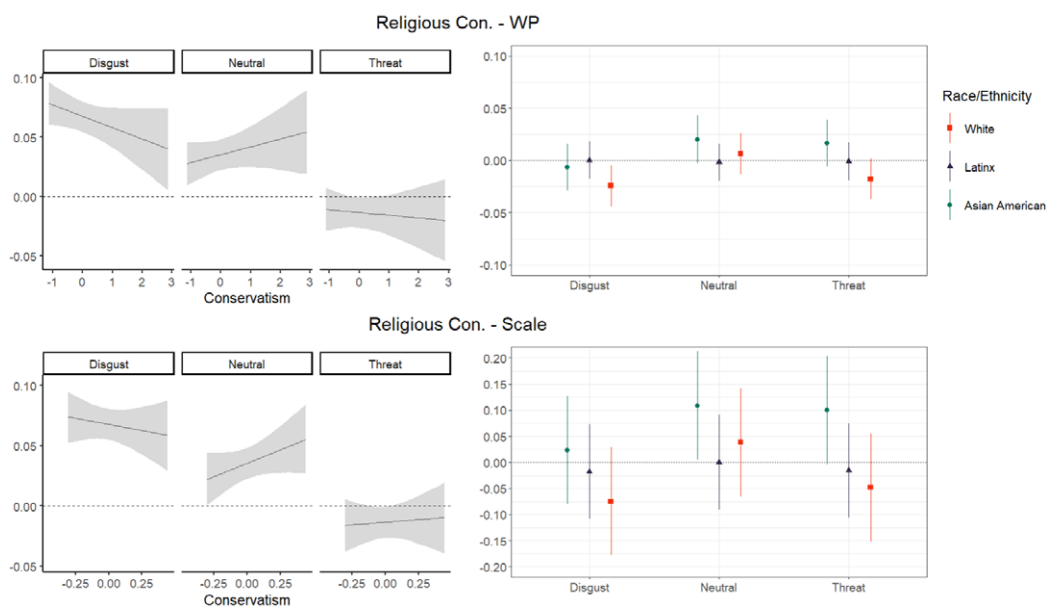 Religious Con. - WP
Disgust Neutral Threat
0.10
0.05
0.00
-0.05
-1 0 1 2 3 -1 0 1 2 3 -1 0 1 2 3
Conservatism
0.10
0.05
0.00
-0.05
-0.10
Disgust Neutral Threat
Race/Ethnicity
White
Latinx
Asian American
Religious Con. - Scale
Disgust Neutral Threat
0.10
0.05
0.00
-0.05
-0.25 0.00 0.25 -0.25 0.00 0.25 -0.25 0.00 0.25
Conservatism
0.20
0.15
0.10
0.05
0.00
-0.05
-0.10
-0.15
-0.20
Disgust Neutral Threat